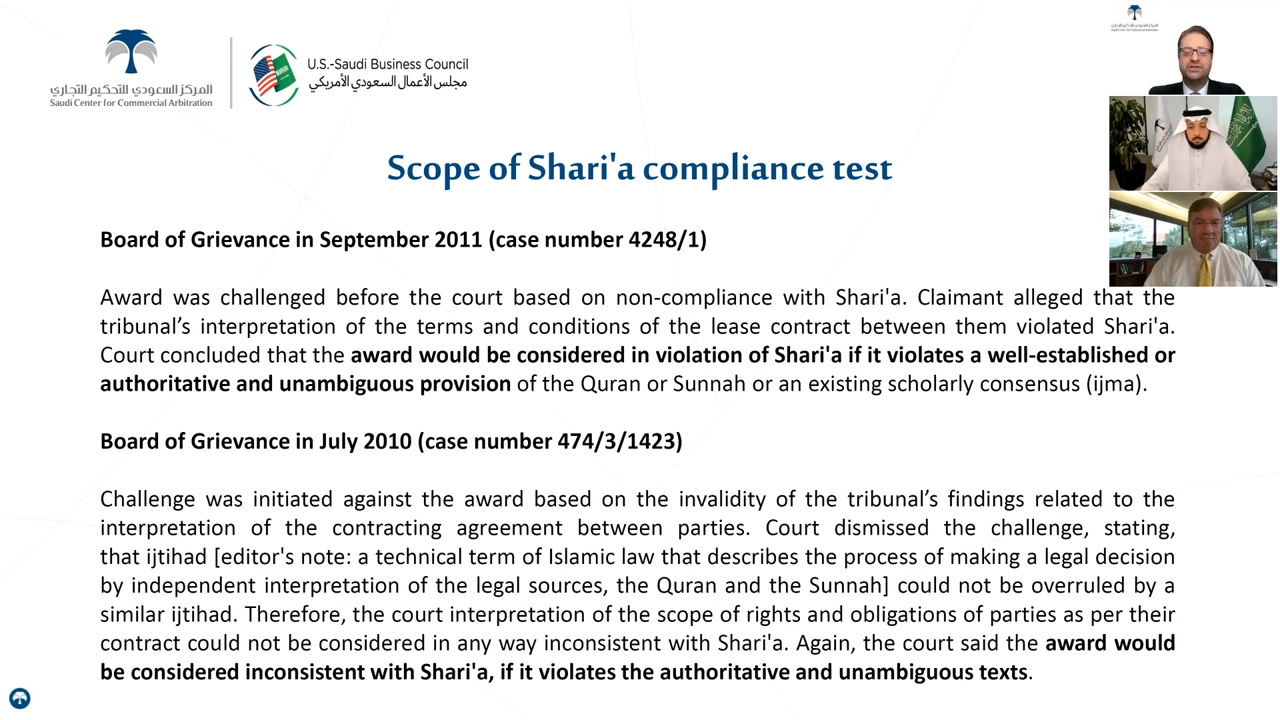 المركز السعودي للتحكيم التجاري
Saudi Center for Commercial Arbitration
U.S.-Saudi Business Council
مجلس الأعمال السعودي الأمريكي
Scope of Shari'a compliance test
Board of Grievance in September 2011 (case number 4248/1)
Award was challenged before the court based on non-compliance with Shari'a. Claimant alleged that the
tribunal’s interpretation of the terms and conditions of the lease contract between them violated Shari'a.
Court concluded that the award would be considered in violation of Shari'a if it violates a well-established or
authoritative and unambiguous provision of the Quran or Sunnah or an existing scholarly consensus (ijma).
Board of Grievance in July 2010 (case number 474/3/1423)
Challenge was initiated against the award based on the invalidity of the tribunal’s findings related to the
interpretation of the contracting agreement between parties. Court dismissed the challenge, stating,
that ijtihad [editor's note: a technical term of Islamic law that describes the process of making a legal decision
by independent interpretation of the legal sources, the Quran and the Sunnah] could not be overruled by a
similar ijtihad. Therefore, the court interpretation of the scope of rights and obligations of parties as per their
contract could not be considered in any way inconsistent with Shari'a. Again, the court said the award would
be considered inconsistent with Shari'a, if it violates the authoritative and unambiguous texts.